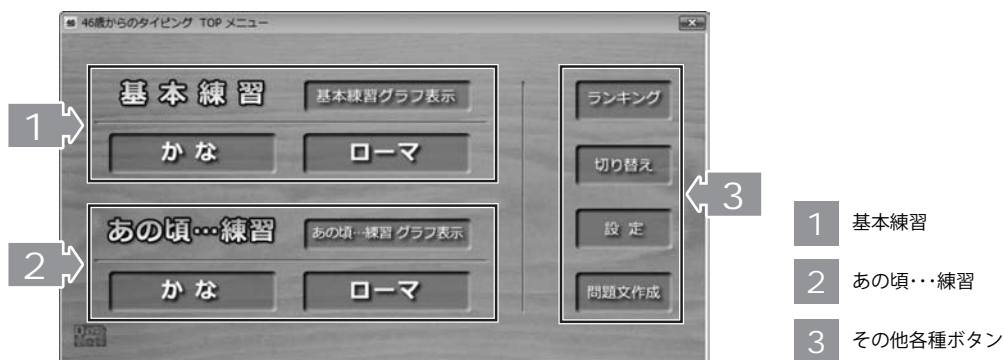 46歳からのタイピング TOP メニュー
基本練習
基本練習グラフ表示
かな
ローマ
あの頃…練習
あの頃…練習 グラフ表示
かな
ローマ
ランキング
切り替え
設定
問題文作成
1
2
3
1 基本練習
2 あの頃・・・練習
3 その他各種ボタン